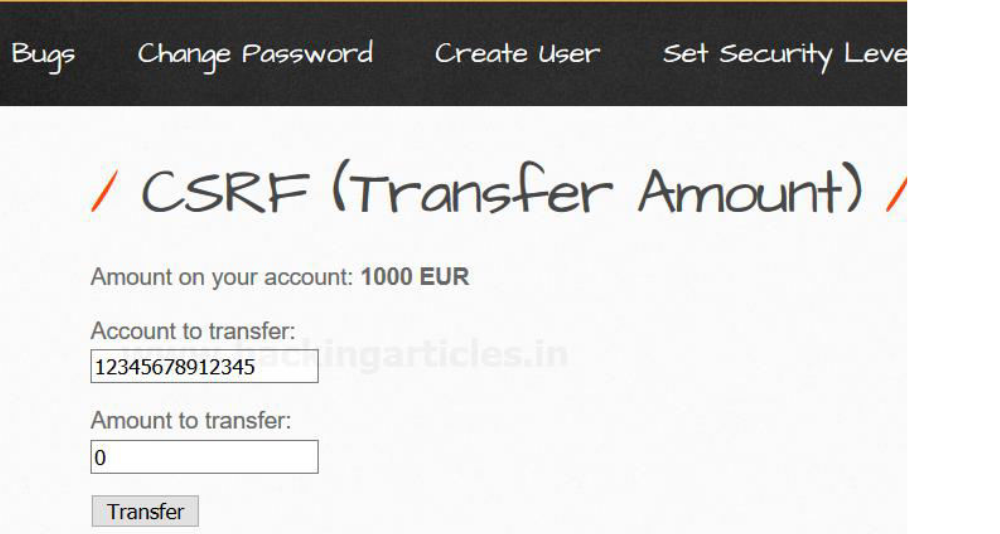 Bugs Change Password Create User Set Security Leve
/ CSRF (Transfer Amount) /
Amount on your account: 1000 EUR
Account to transfer:
www.hackingarticles.in
12345678912345
Amount to transfer:
0
Transfer